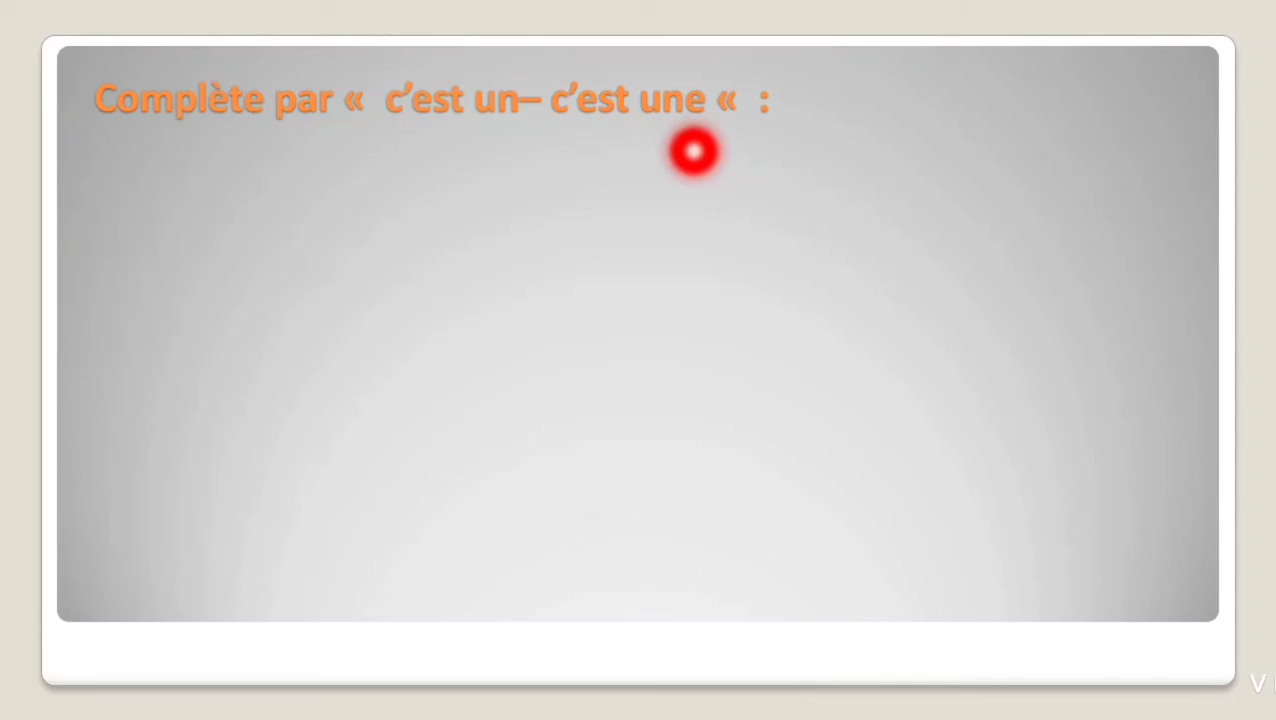 Complète par «  c’est un– c’est une «  :
V